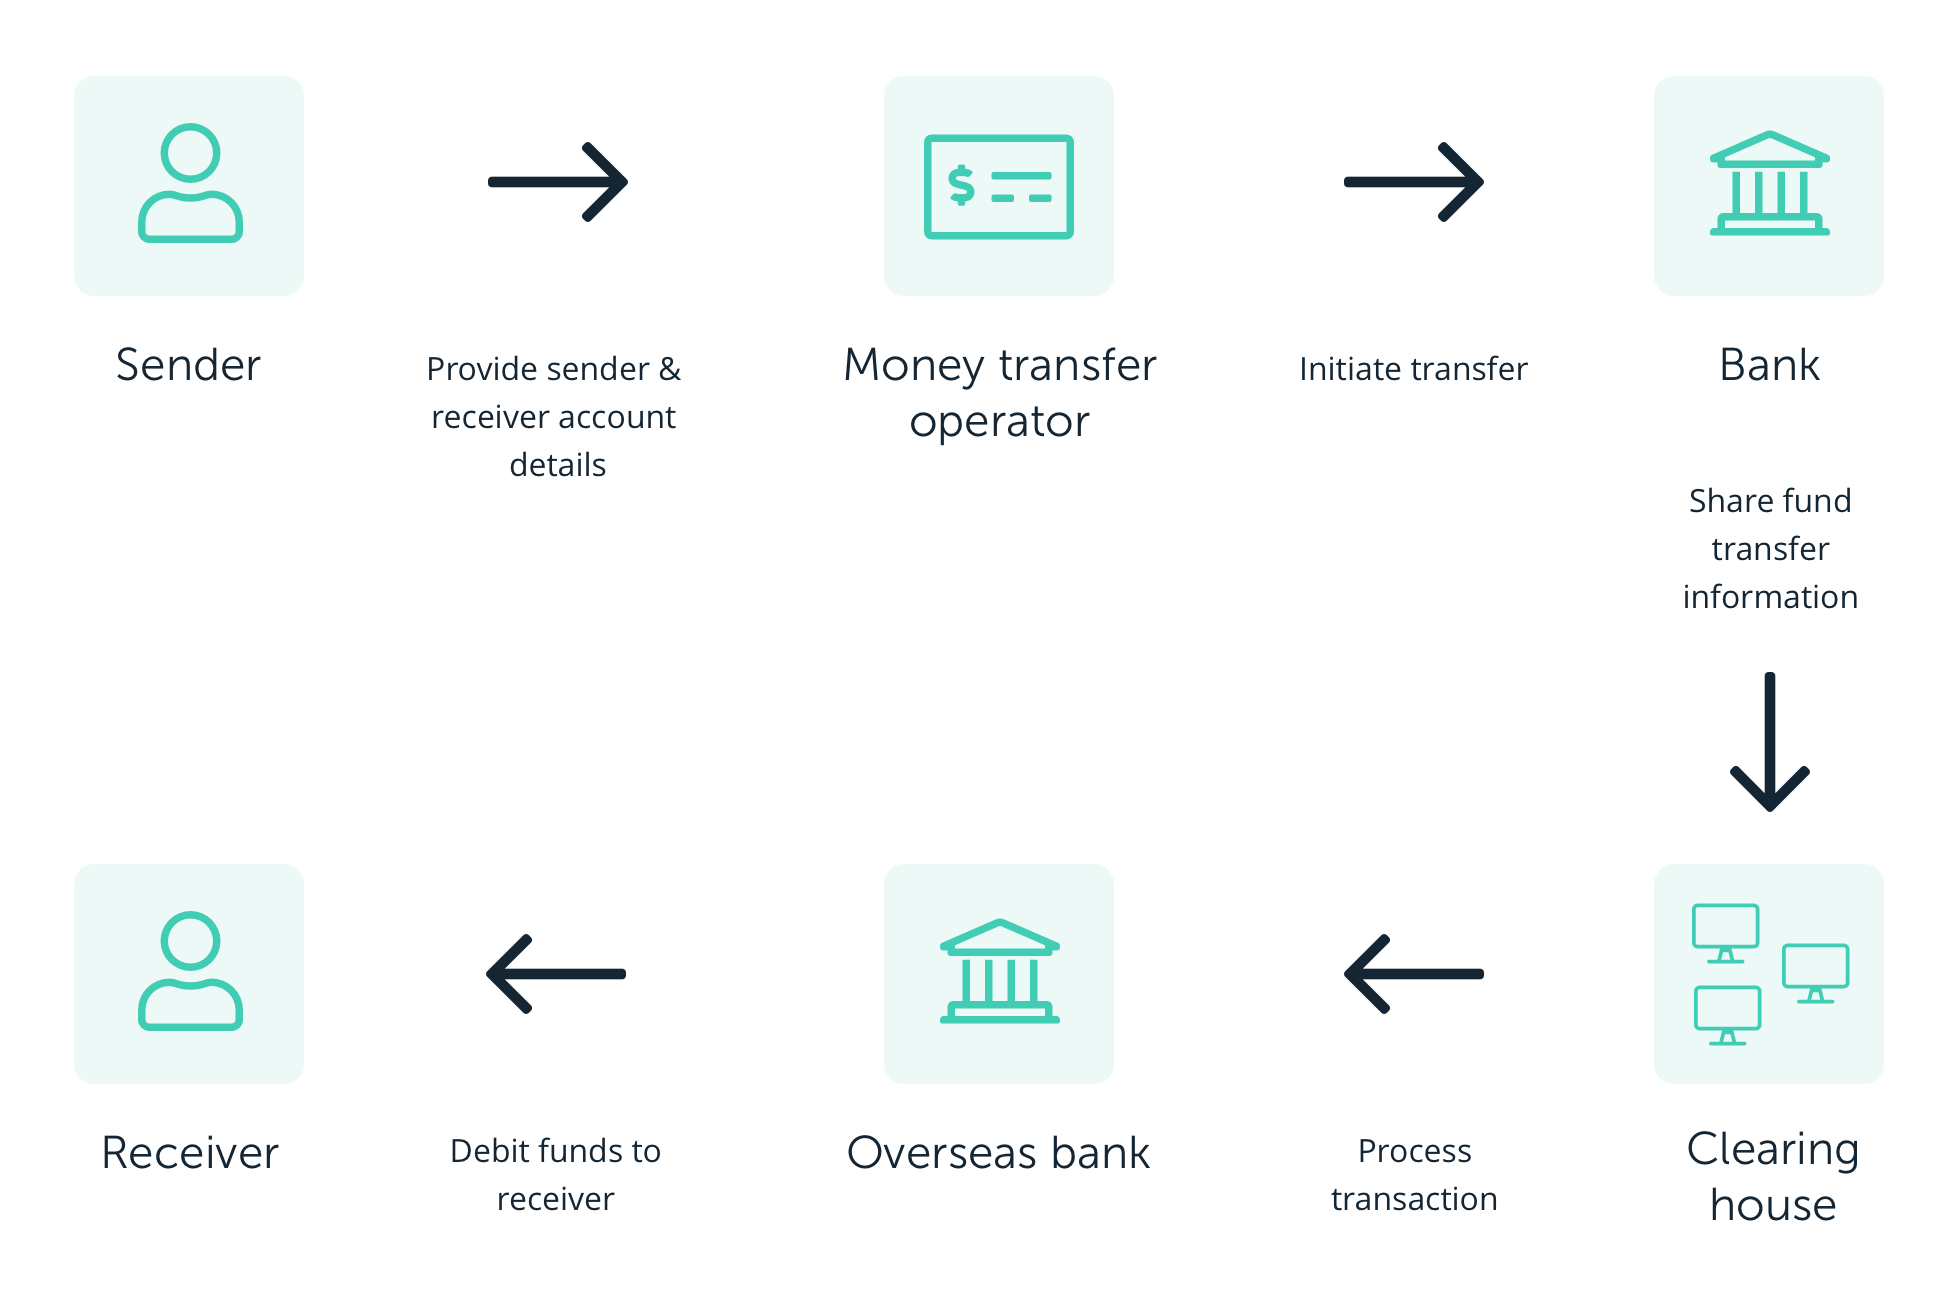 Sender
Provide sender &
receiver account
details
Money transfer
operator
Initiate transfer
Bank
Share fund
transfer
information
Receiver
Debit funds to
receiver
Overseas bank
Process
transaction
Clearing
house